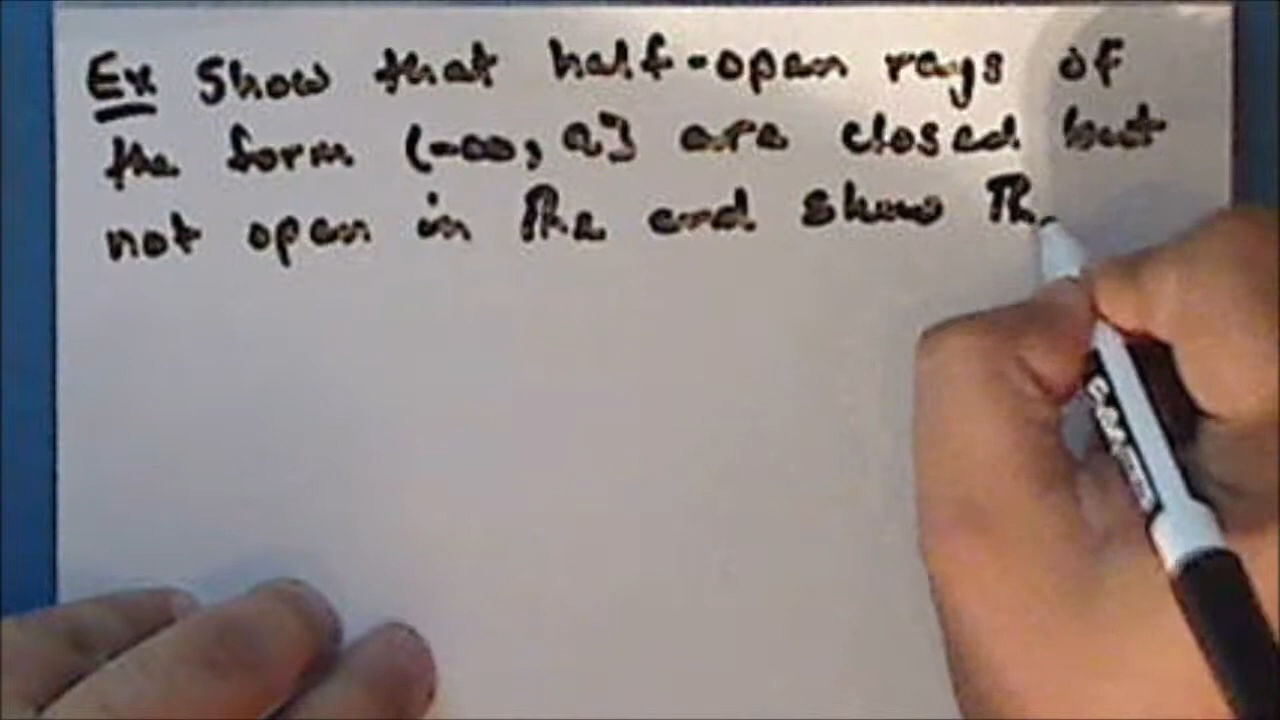 Ex Show that half-open rays of
the form (-∞, a] are closed but
not open in The and show Th